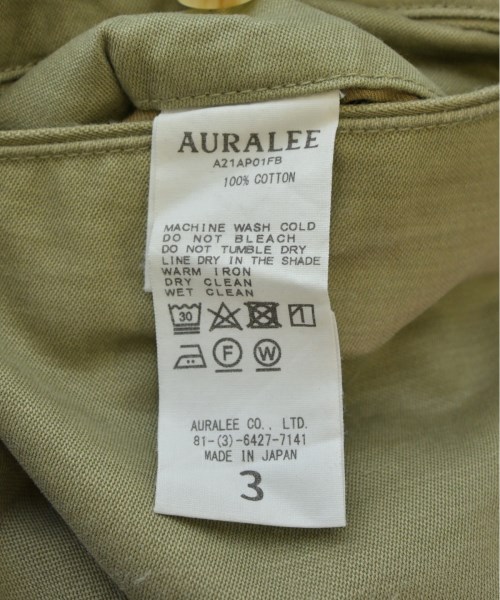 AURALEE
A21AP01FB
100% COTTON
MACHINE WASH COLD
DO NOT BLEACH
DO NOT TUMBLE DRY
LINE DRY IN THE SHADE
WARM IRON
DRY CLEAN
WET CLEAN
30
F W
AURALEE CO., LTD.
81-(3)-6427-7141
MADE IN JAPAN
3